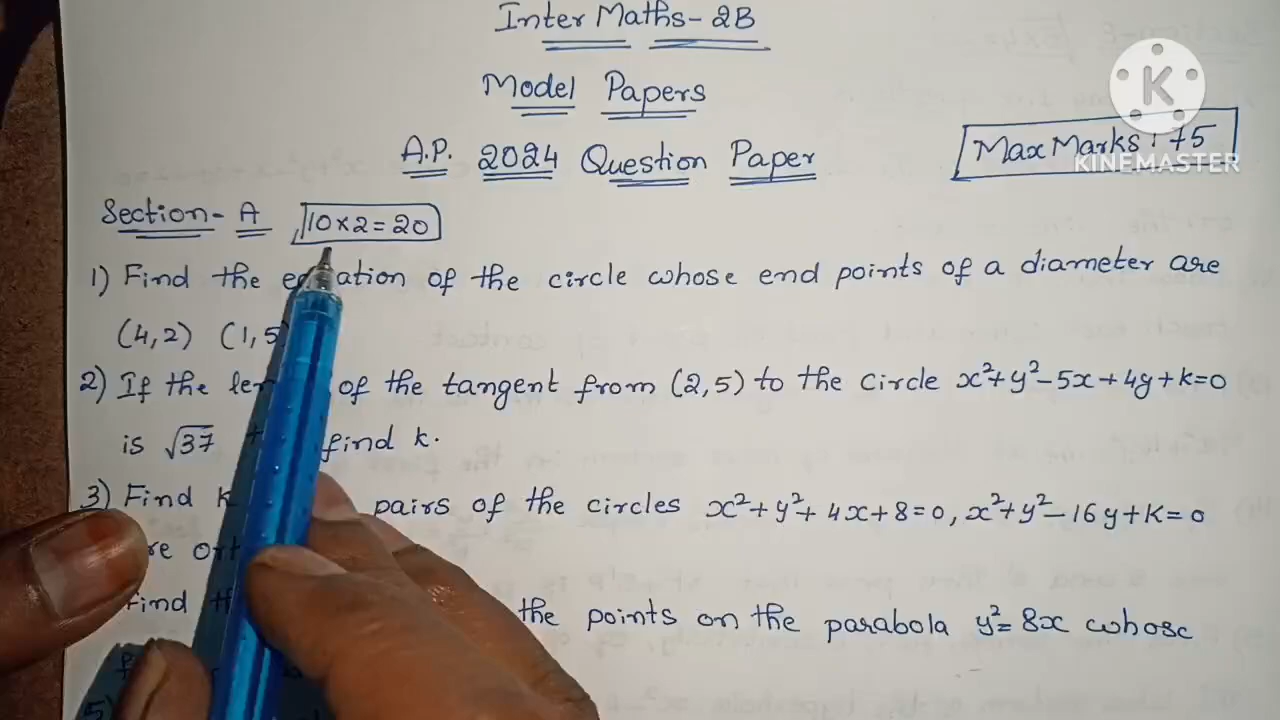 Inter Maths-2B
Model Papers
A.P. 2024 Question Paper
Max Marks: 75
K
KINEMASTER
Section-A 10×2=20
1) Find the equation of the circle whose end points of a diameter are
(4,2) (1,5)
2) If the of the tangent from (2,5) to the circle x²+y²-5x+4y+k=0
is √37 find k.
3) Find k pairs of the circles x²+y²+4x+8=0, x²+y²-16y+k=0
Find the points on the parabola y²=8x whose
5)